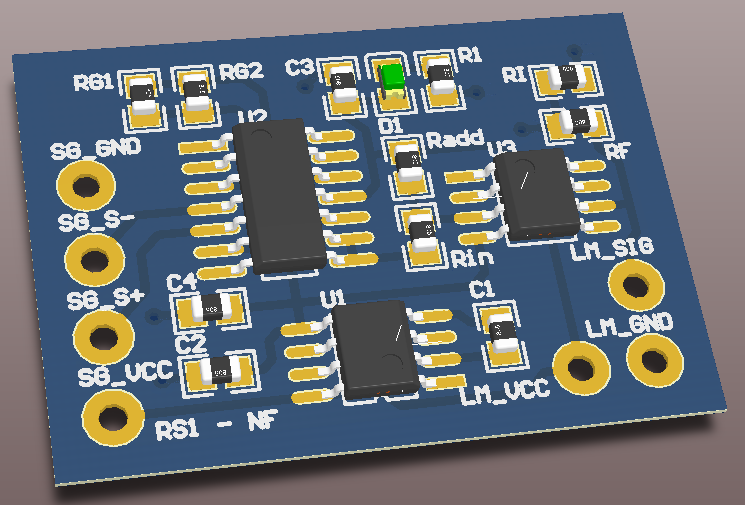 RG1
RG2
C3
R1
RI
SG_GND
U2
D1
Radd
U3
RF
SG_S-
Rin
LM_SIG
SG_S+
C4
U1
C1
LM_GND
SG_VCC
C2
LM_VCC
RS1 - NF